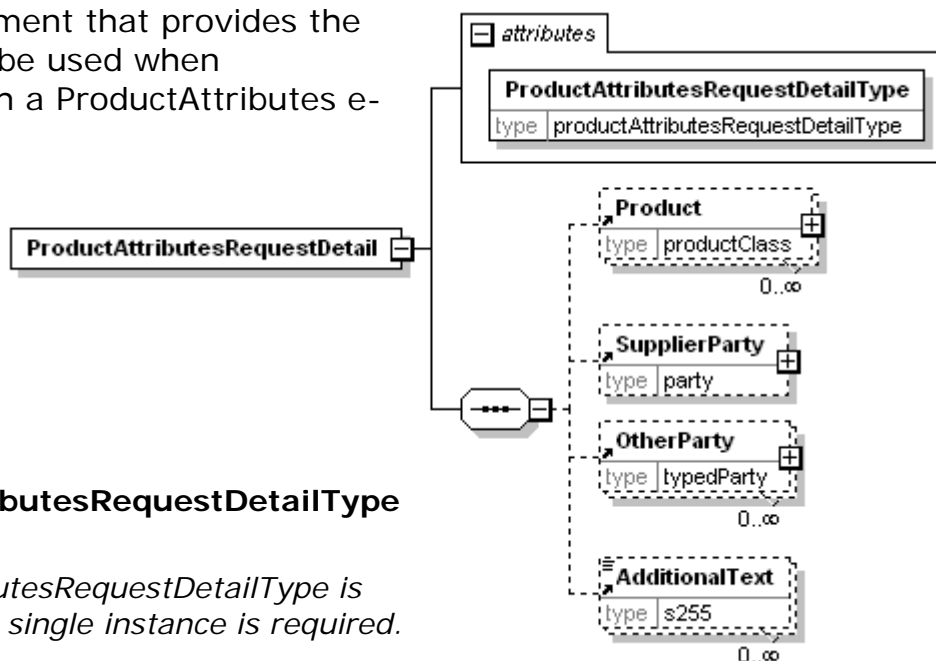 ment that provides the
be used when
n a ProductAttributes e-
butesRequestDetailType
utesRequestDetailType is
single instance is required.
attributes
ProductAttributesRequestDetailType
type productAttributesRequestDetailType
ProductAttributesRequestDetail
Product
type productClass
0..∞
SupplierParty
type party
OtherParty
type typedParty
0..∞
AdditionalText
type s255
0..∞